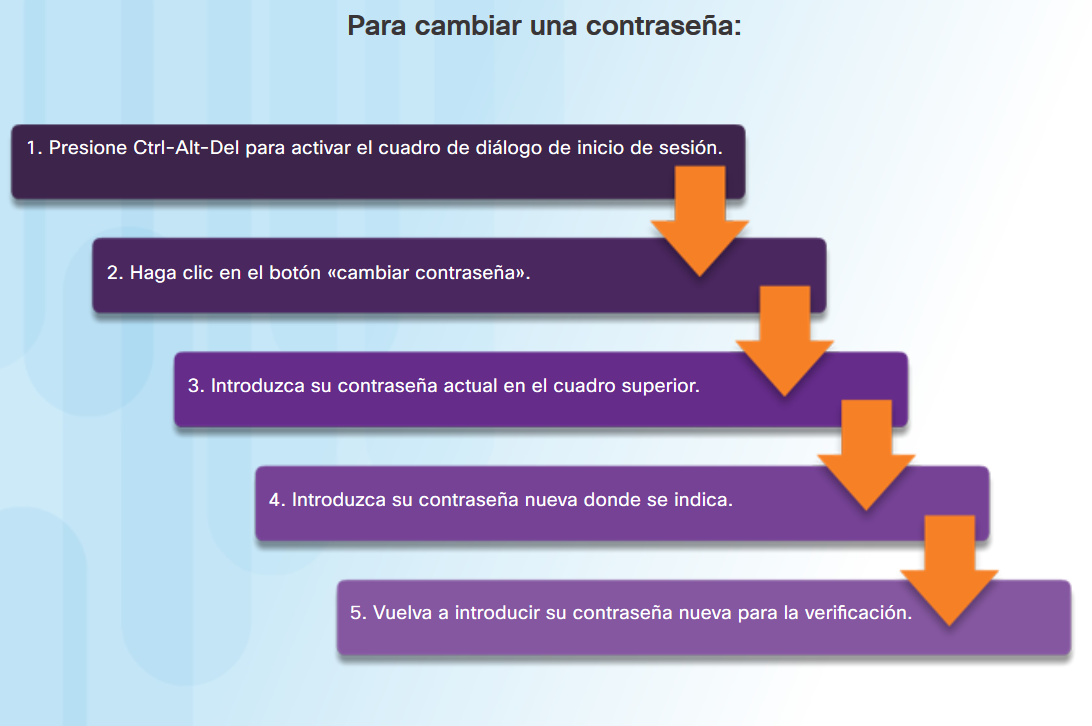 Para cambiar una contraseña:
1. Presione Ctrl-Alt-Del para activar el cuadro de diálogo de inicio de sesión.
2. Haga clic en el botón «cambiar contraseña».
3. Introduzca su contraseña actual en el cuadro superior.
4. Introduzca su contraseña nueva donde se indica.
5. Vuelva a introducir su contraseña nueva para la verificación.